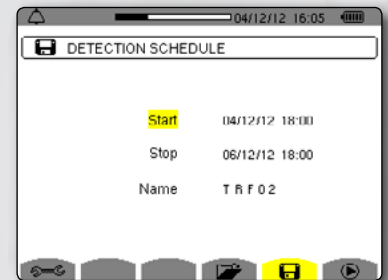 04/12/12 16:05
DETECTION SCHEDULE
Start 04/12/12 18:00
Stop 06/12/12 18:00
Name T R F 0 2